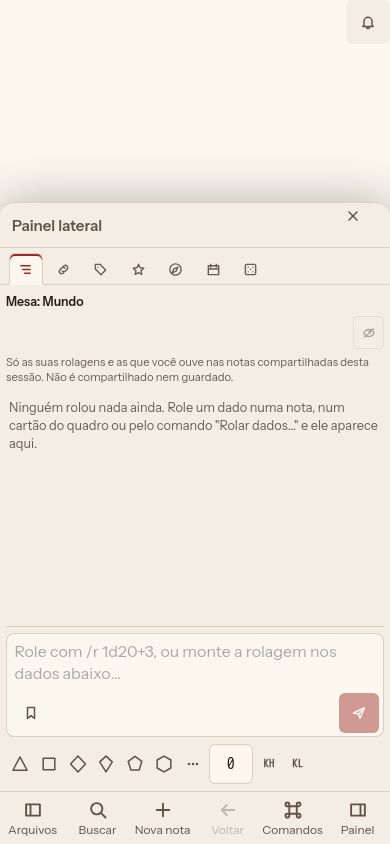 Painel lateral
Mesa: Mundo
Só as suas rolagens e as que você ouve nas notas compartilhadas desta
sessão. Não é compartilhado nem guardado.
Ninguém rolou nada ainda. Role um dado numa nota, num
cartão do quadro ou pelo comando "Rolar dados..." e ele aparece
aqui.
Role com /r 1d20+3, ou monte a rolagem nos
dados abaixo...
0 KH KL
Arquivos Buscar Nova nota Voltar Comandos Painel